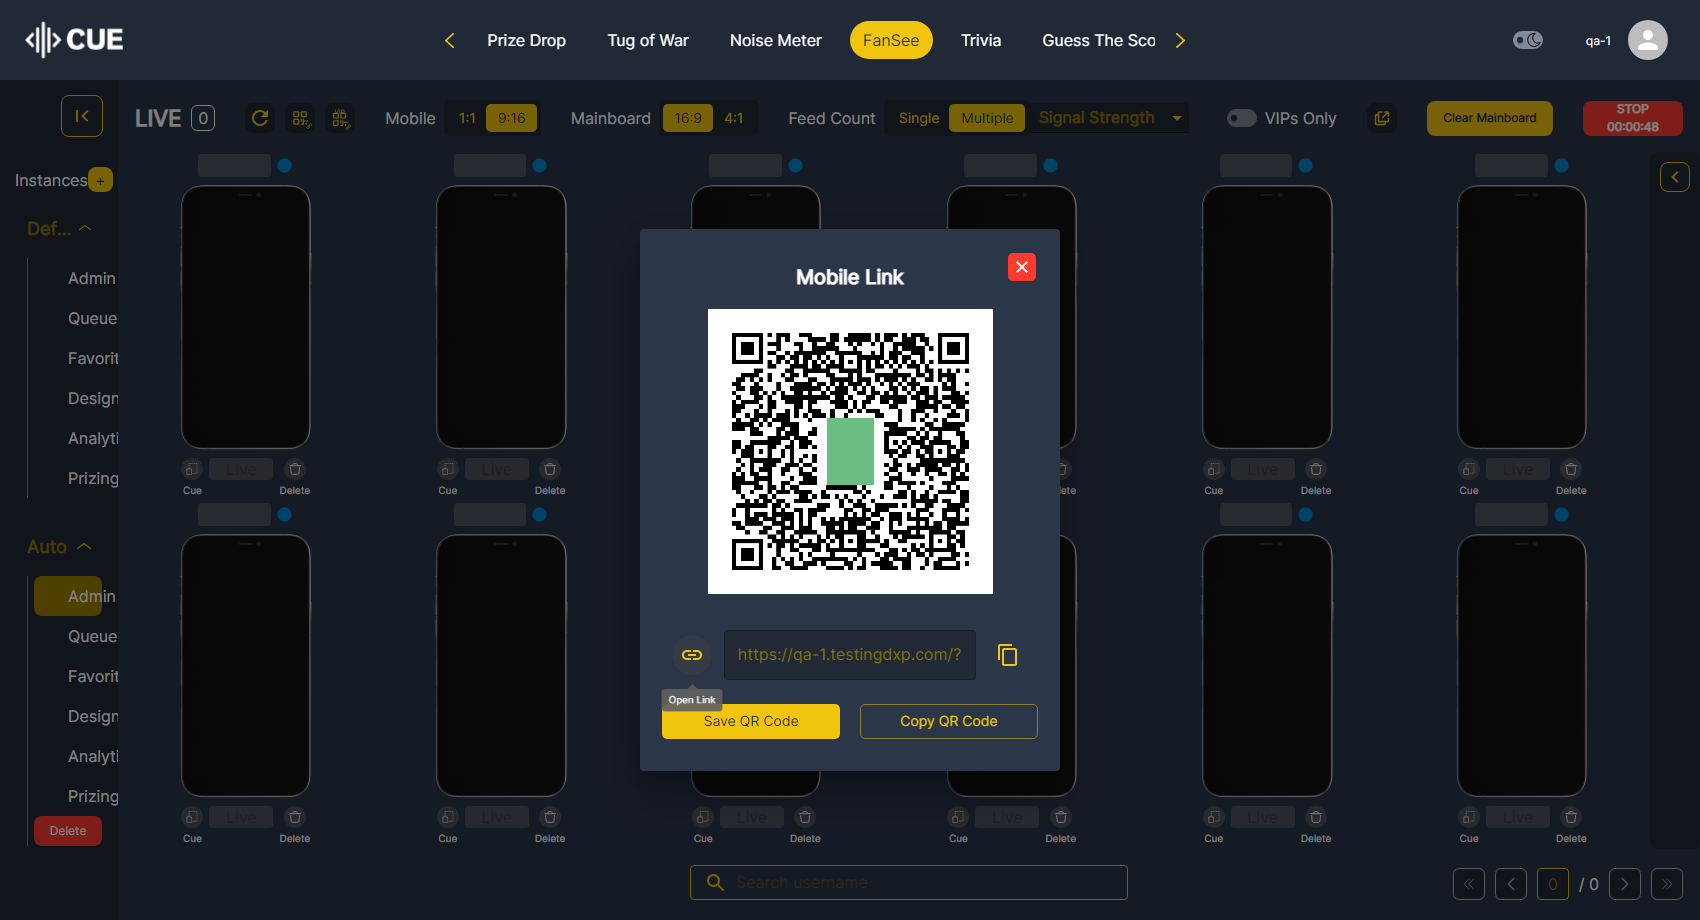 CUE
Prize Drop
Tug of War
Noise Meter
FanSee
Trivia
Guess The Sco
qa-1
LIVE 0
Mobile 1:1 9:16
Mainboard 16:9 4:1
Feed Count Single Multiple Signal Strength
VIPs Only
Clear Mainboard
STOP
00:00:48
Instances +
Def...
Admin
Queue
Favorit
Design
Analyti
Prizing
Auto
Admin
Queue
Favorit
Design
Analyti
Prizing
Delete
Mobile Link
https://qa-1.testingdxp.com/?
Open Link
Save QR Code
Copy QR Code
Live Live Live Live
Cue Delete Cue Delete ete Cue Delete Cue Delete
Live Live Live Live Live Live
Cue Delete Cue Delete Cue Delete Cue Delete Cue Delete Cue Delete
Search username
0 / 0